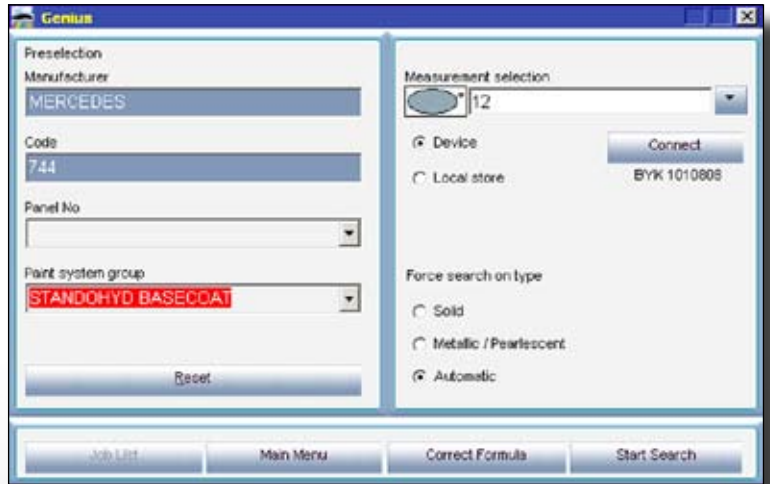 Genius
Preselection
Manufacturer
MERCEDES
Code
744
Panel No
Paint system group
STANDOHYD BASECOAT
Reset
Measurement selection
12
Device
Connect
Local store
BYK 1010808
Force search on type
Solid
Metallic / Pearlescent
Automatic
Job List
Main Menu
Correct Formula
Start Search